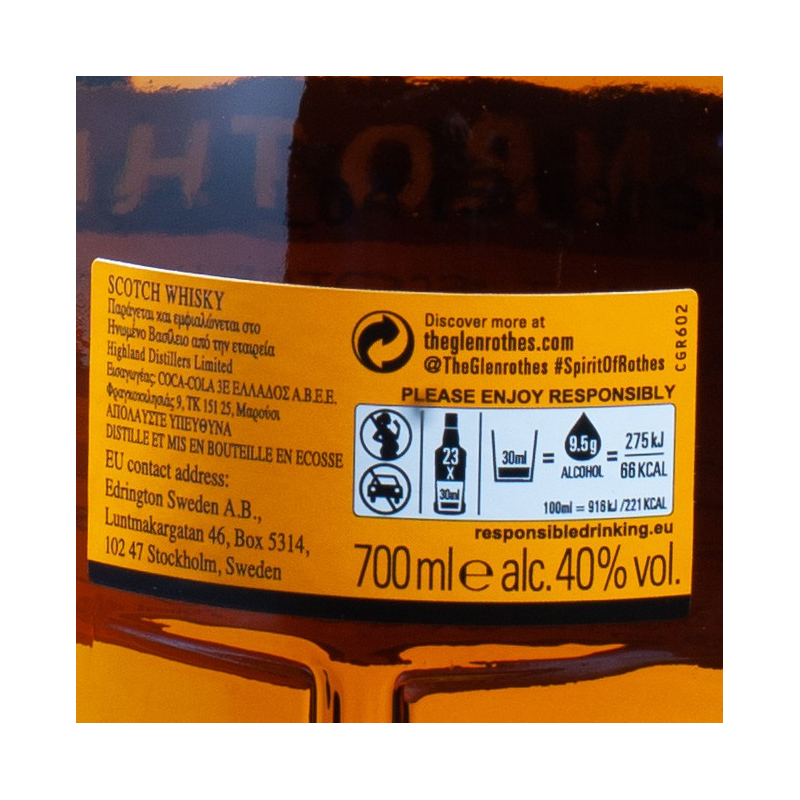 SCOTCH WHISKY
Παράγεται και εμφιαλώνεται στο
Ηνωμένο Βασίλειο από την εταιρεία
Highland Distillers Limited
Εισαγωγέας: COCA-COLA 3E ΕΛΛΑΔΟΣ Α.Β.Ε.Ε.
Φραγκοκκλησιάς 9, ΤΚ 151 25, Μαρούσι
ΑΠΟΛΑΥΣΤΕ ΥΠΕΥΘΥΝΑ
DISTILLE ET MIS EN BOUTEILLE EN ECOSSE
EU contact address:
Edrington Sweden A.B.,
Luntmakargatan 46, Box 5314,
102 47 Stockholm, Sweden
Discover more at
theglenrothes.com
@TheGlenrothes #SpiritOfRothes
CGR602
PLEASE ENJOY RESPONSIBLY
23
X
30ml
30ml
=
9.5g
ALCOHOL
=
275 kJ
66 KCAL
100ml = 916kJ /221 KCAL
responsibledrinking.eu
700 ml e alc. 40% vol.